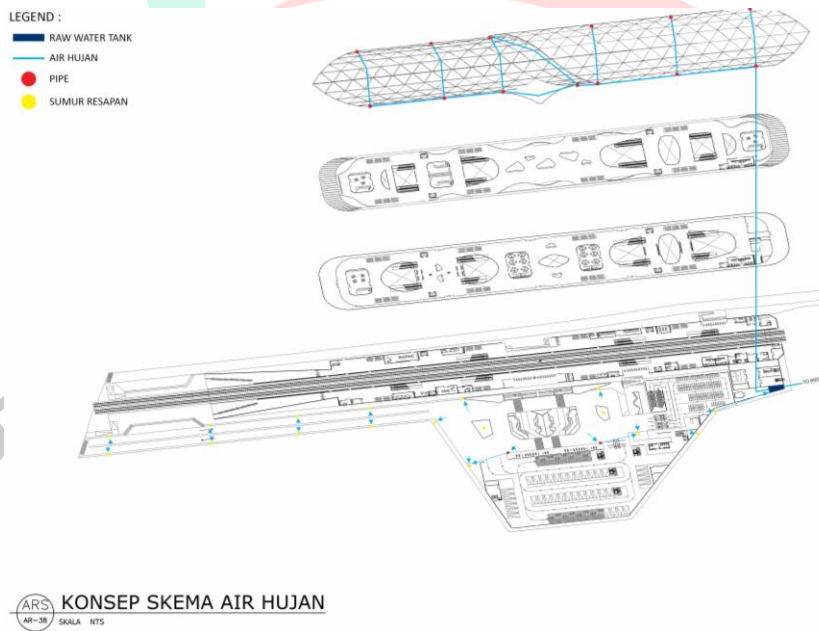 LEGEND :
RAW WATER TANK
AIR HUJAN
PIPE
SUMUR RESAPAN
ARS
AR-38
KONSEP SKEMA AIR HUJAN
SKALA NTS